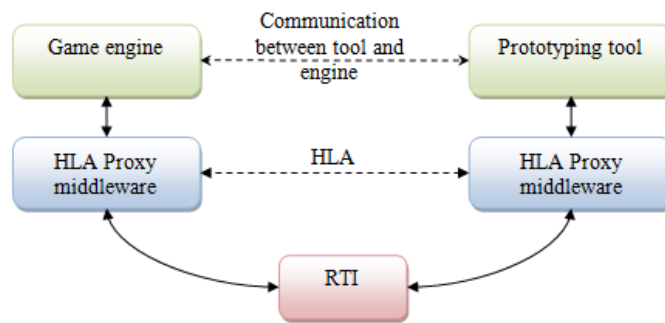 Game engine
Communication
between tool and
engine
Prototyping tool
HLA Proxy
middleware
HLA
HLA Proxy
middleware
RTI